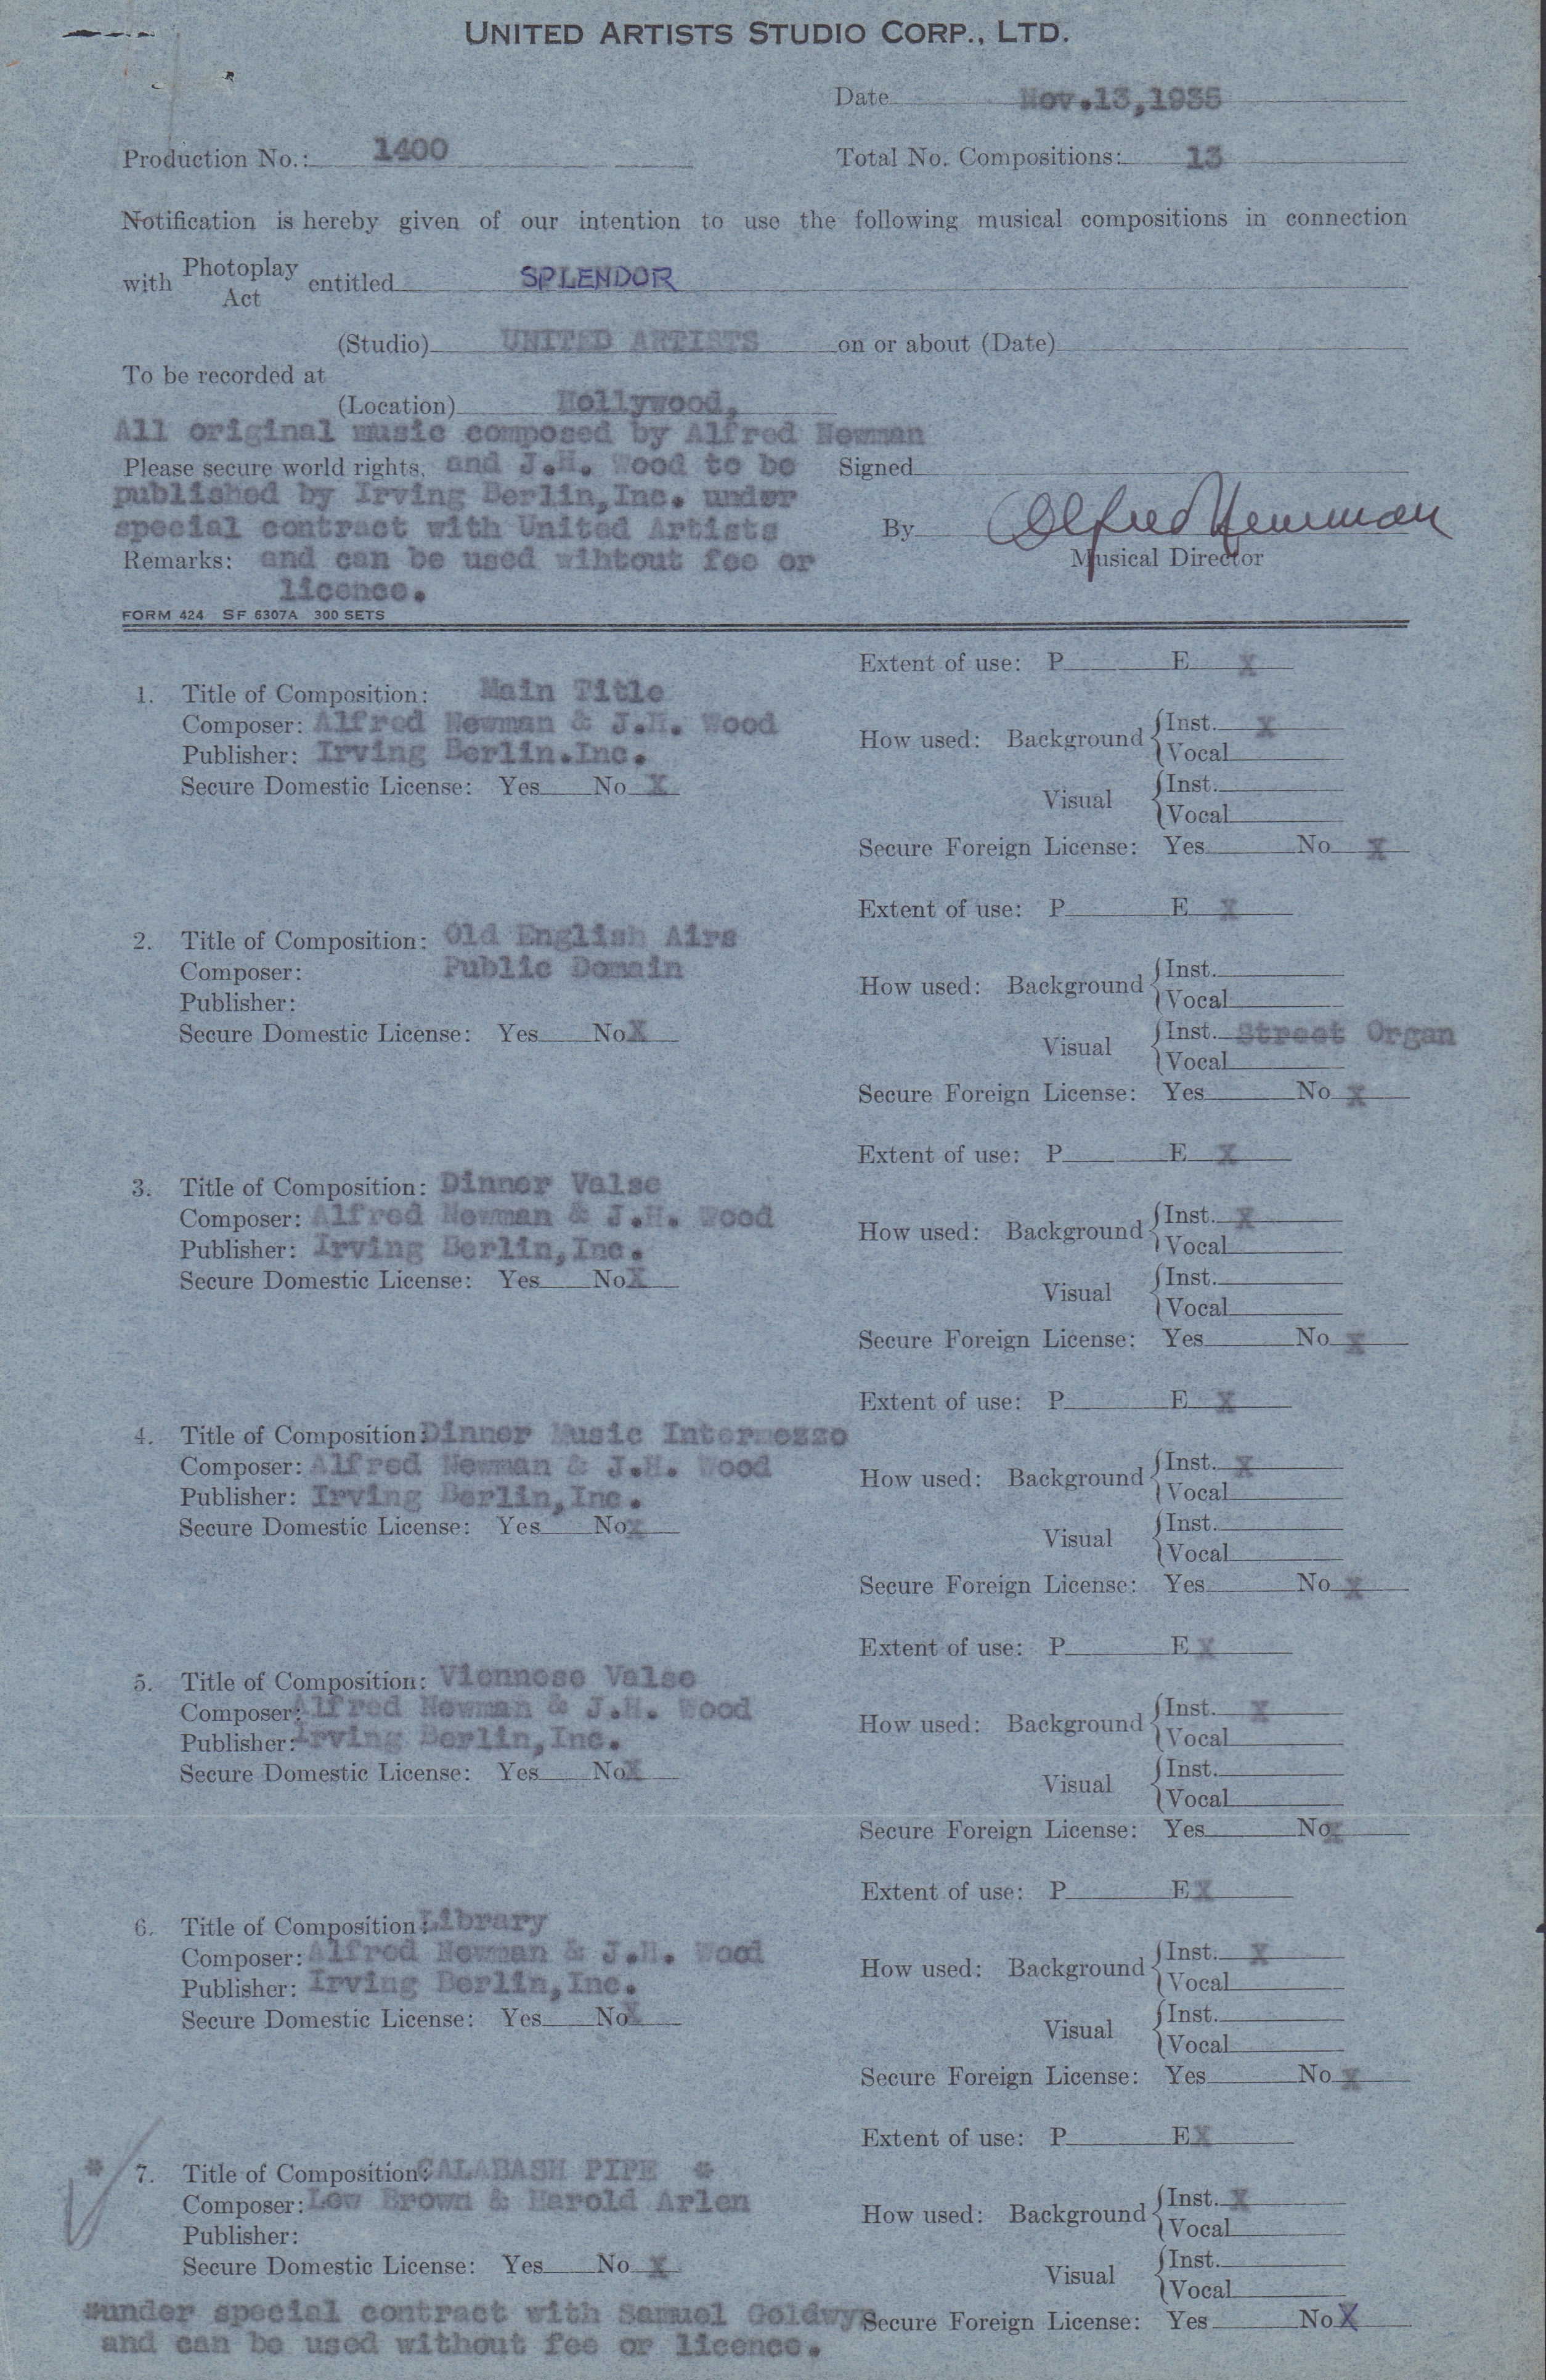 UNITED ARTISTS STUDIO CORP., LTD.
Date Nov.13,1935
Production No.: 1400 Total No. Compositions: 13
Notification is hereby given of our intention to use the following musical compositions in connection
with Photoplay Act entitled SPLENDOR
(Studio) UNITED ARTISTS on or about (Date)
To be recorded at
(Location) Hollywood,
All original music composed by Alfred Newman
Please secure world rights. and J.H. Wood to be Signed
published by Irving Berlin,Inc. under
special contract with United Artists By Alfred Newman
Remarks: and can be used wihtout fee or Musical Director
licence.
FORM 424 SF 6307A 300 SETS
Extent of use: P E X
1. Title of Composition: Main Title
Composer: Alfred Newman & J.H. Wood
How used: Background Inst. X
Publisher: Irving Berlin.Inc.
Vocal
Secure Domestic License: Yes No X
Visual Inst.
Vocal
Secure Foreign License: Yes No X
Extent of use: P E X
2. Title of Composition: Old English Airs
Composer: Public Domain
How used: Background Inst.
Publisher:
Vocal
Secure Domestic License: Yes No X
Visual Inst. Street Organ
Vocal
Secure Foreign License: Yes No X
Extent of use: P E X
3. Title of Composition: Dinner Valse
Composer: Alfred Newman & J.H. Wood
How used: Background Inst. X
Publisher: Irving Berlin,Inc.
Vocal
Secure Domestic License: Yes No X
Visual Inst.
Vocal
Secure Foreign License: Yes No X
Extent of use: P E X
4. Title of Composition: Dinner Music Intermezzo
Composer: Alfred Newman & J.H. Wood
How used: Background Inst. X
Publisher: Irving Berlin,Inc.
Vocal
Secure Domestic License: Yes No X
Visual Inst.
Vocal
Secure Foreign License: Yes No X
Extent of use: P E X
5. Title of Composition: Viennese Valse
Composer: Alfred Newman & J.H. Wood
How used: Background Inst. X
Publisher: Irving Berlin,Inc.
Vocal
Secure Domestic License: Yes No X
Visual Inst.
Vocal
Secure Foreign License: Yes No X
Extent of use: P E X
6. Title of Composition: Library
Composer: Alfred Newman & J.H. Wood
How used: Background Inst. X
Publisher: Irving Berlin,Inc.
Vocal
Secure Domestic License: Yes No X
Visual Inst.
Vocal
Secure Foreign License: Yes No X
Extent of use: P E X
* 7. Title of Composition: CALABASH PIPE *
Composer: Lew Brown & Harold Arlen
How used: Background Inst. X
Publisher:
Vocal
Secure Domestic License: Yes No X
Visual Inst.
Vocal
*under special contract with Samuel Goldwyn Secure Foreign License: Yes No X
and can be used without fee or licence.